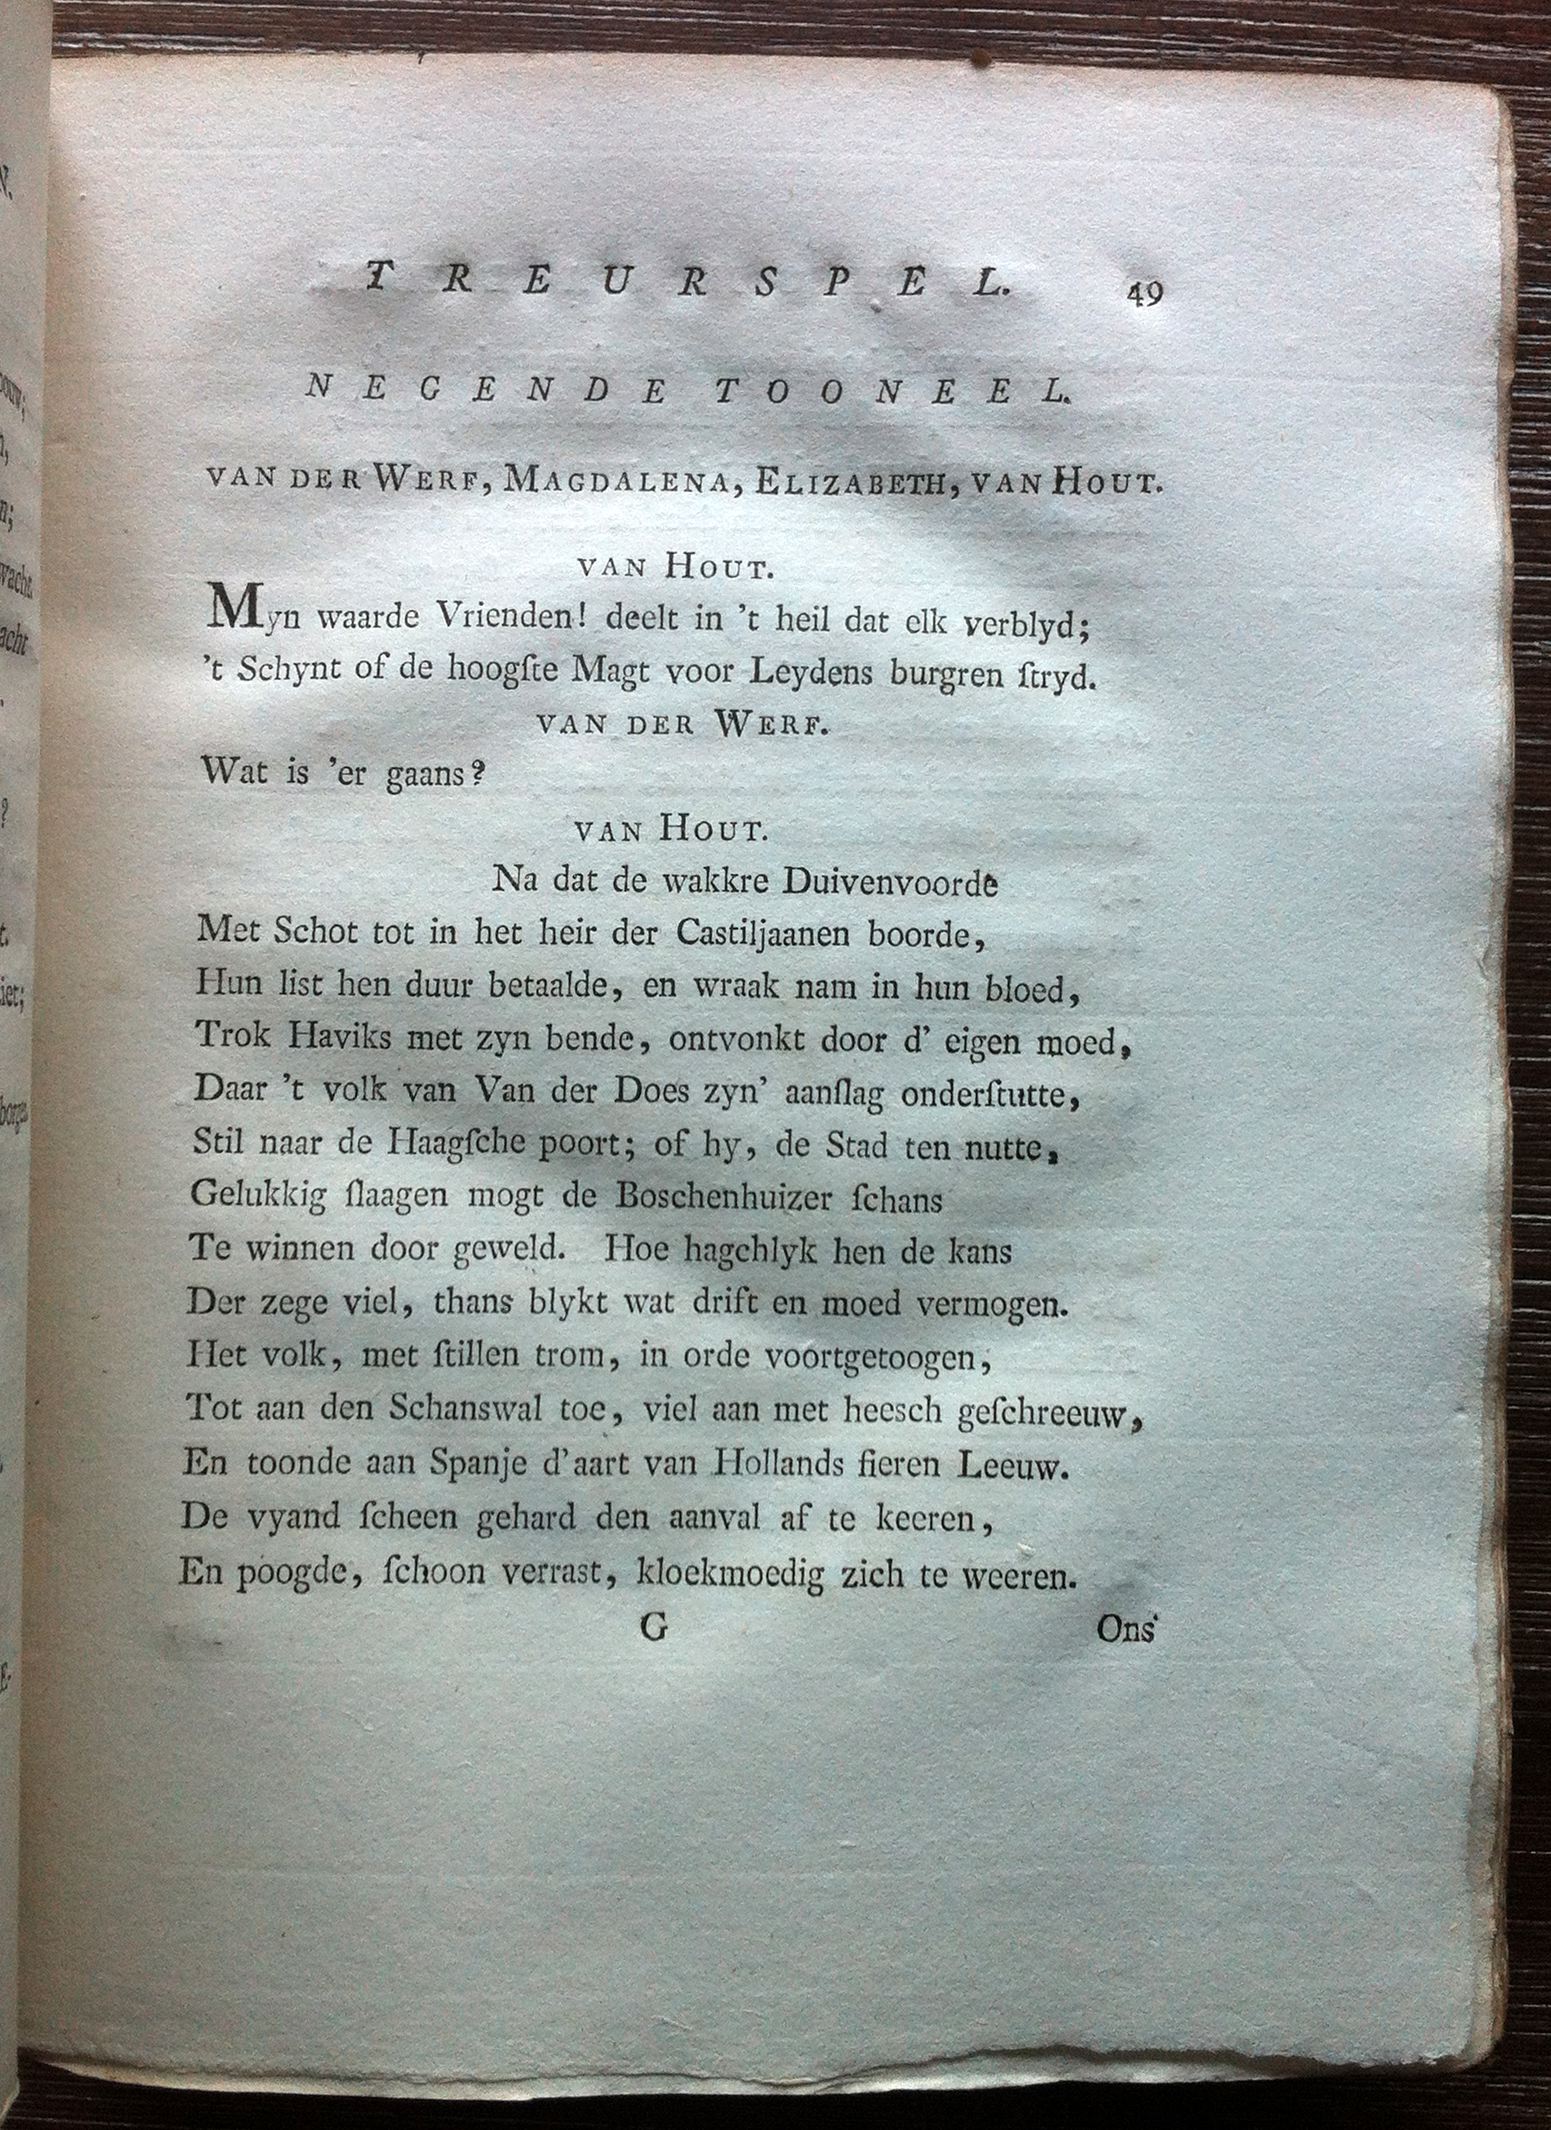 TREURSPEL. 49
NEGENDE TOONEEL.
VAN DER WERF, MAGDALENA, ELIZABETH, VAN HOUT.
VAN HOUT.
Myn waarde Vrienden! deelt in 't heil dat elk verblyd;
't Schynt of de hoogſte Magt voor Leydens burgren ſtryd.
VAN DER WERF.
Wat is 'er gaans?
VAN HOUT.
Na dat de wakkre Duivenvoorde
Met Schot tot in het heir der Castiljaanen boorde,
Hun list hen duur betaalde, en wraak nam in hun bloed,
Trok Haviks met zyn bende, ontvonkt door d' eigen moed,
Daar 't volk van Van der Does zyn' aanſlag onderſtutte,
Stil naar de Haagſche poort; of hy, de Stad ten nutte,
Gelukkig ſlaagen mogt de Boschenhuizer ſchans
Te winnen door geweld. Hoe hagchlyk hen de kans
Der zege viel, thans blykt wat drift en moed vermogen.
Het volk, met ſtillen trom, in orde voortgetoogen,
Tot aan den Schanswal toe, viel aan met heesch geſchreeuw,
En toonde aan Spanje d'aart van Hollands fieren Leeuw.
De vyand ſcheen gehard den aanval af te keeren,
En poogde, ſchoon verrast, kloekmoedig zich te weeren.
G Ons'